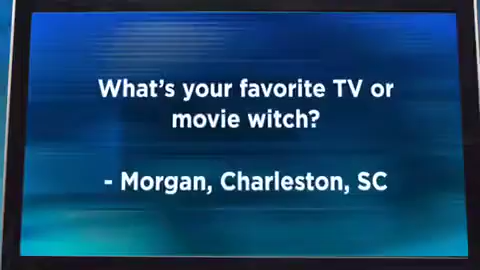 What’s your favorite TV or
movie witch?
- Morgan, Charleston, SC